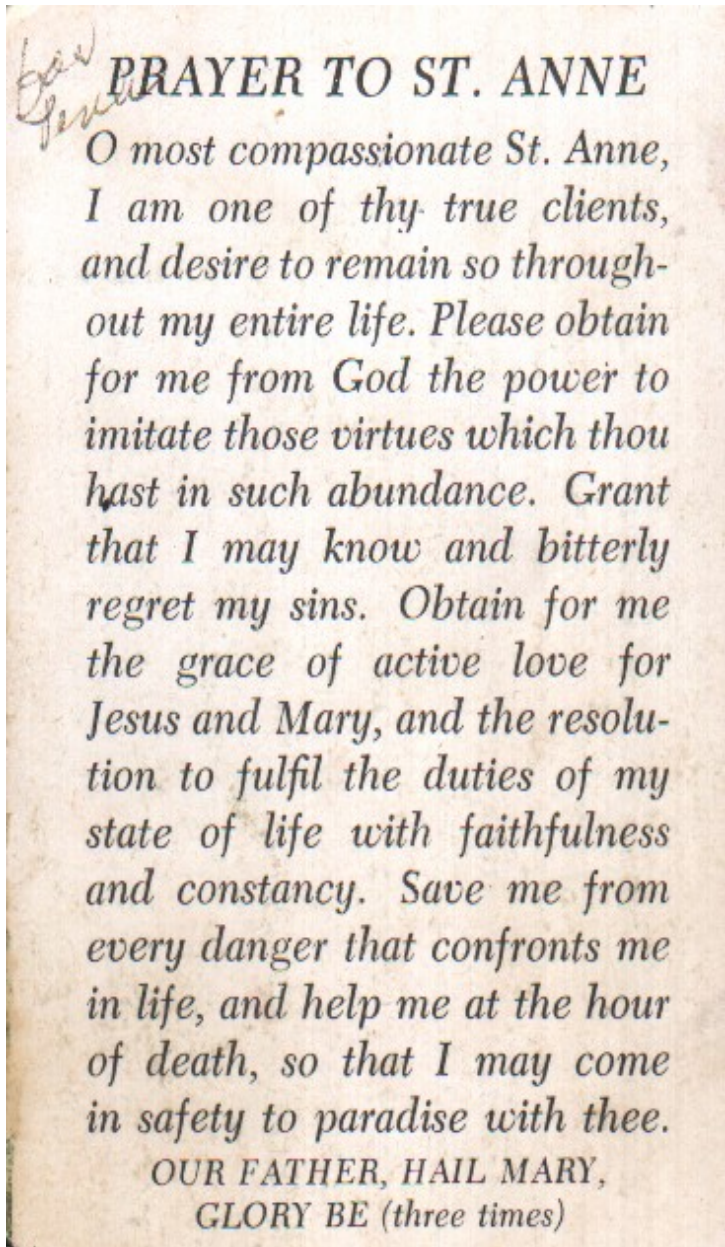 for
PRAYER TO ST. ANNE
O most compassionate St. Anne,
I am one of thy true clients,
and desire to remain so through-
out my entire life. Please obtain
for me from God the power to
imitate those virtues which thou
hast in such abundance. Grant
that I may know and bitterly
regret my sins. Obtain for me
the grace of active love for
Jesus and Mary, and the resolu-
tion to fulfil the duties of my
state of life with faithfulness
and constancy. Save me from
every danger that confronts me
in life, and help me at the hour
of death, so that I may come
in safety to paradise with thee.
OUR FATHER, HAIL MARY,
GLORY BE (three times)